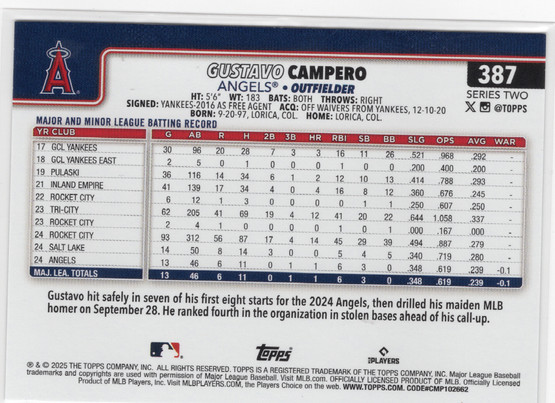 A
GUSTAVO CAMPERO
ANGELS® • OUTFIELDER
387
SERIES TWO
@TOPPS
HT: 5'6" WT: 183 BATS: BOTH THROWS: RIGHT
SIGNED: YANKEES-2016 AS FREE AGENT ACQ: OFF WAIVERS FROM YANKEES, 12-10-20
BORN: 9-20-97, LORICA, COL. HOME: LORICA, COL.
MAJOR AND MINOR LEAGUE BATTING RECORD
YR CLUB G AB R H 2B 3B HR RBI SB BB SLG OPS AVG WAR
17 GCL YANKEES 30 96 20 28 7 3 3 16 11 26 .521 .968 .292 -
18 GCL YANKEES EAST 2 5 0 1 0 0 0 1 0 0 .200 .400 .200 -
19 PULASKI 36 116 14 34 6 1 2 12 10 13 .414 .788 .293 -
21 INLAND EMPIRE 41 139 17 34 4 0 4 16 8 12 .360 .676 .245 -
22 ROCKET CITY 6 12 1 3 0 0 0 0 0 1 .250 .607 .250 -
23 TRI-CITY 62 205 41 69 19 4 12 41 20 22 .644 1.058 .337 -
23 ROCKET CITY 2 4 1 0 0 0 0 0 1 0 .000 .167 .000 -
24 ROCKET CITY 93 312 56 87 17 4 14 45 29 39 .494 .887 .279 -
24 SALT LAKE 14 50 8 14 3 0 0 5 4 5 .340 .719 .280 -
24 ANGELS 13 46 6 11 0 1 1 6 3 0 .348 .619 .239 -0.1
MAJ. LEA. TOTALS 13 46 6 11 0 1 1 6 3 0 .348 .619 .239 -0.1
Gustavo hit safely in seven of his first eight starts for the 2024 Angels, then drilled his maiden MLB
homer on September 28. He ranked fourth in the organization in stolen bases ahead of his call-up.
topps
PLAYERS
® & © 2025 THE TOPPS COMPANY, INC. ALL RIGHTS RESERVED. TOPPS IS A REGISTERED TRADEMARK OF THE TOPPS COMPANY, INC. Major League Baseball
trademarks and copyrights are used with permission of Major League Baseball. Visit MLB.com. OFFICIALLY LICENSED PRODUCT OF MLB. Officially Licensed
Product of MLB Players, Inc. Visit MLBPLAYERS.COM, the Players Choice on the web. WWW.TOPPS.COM. CODE#CMP102662